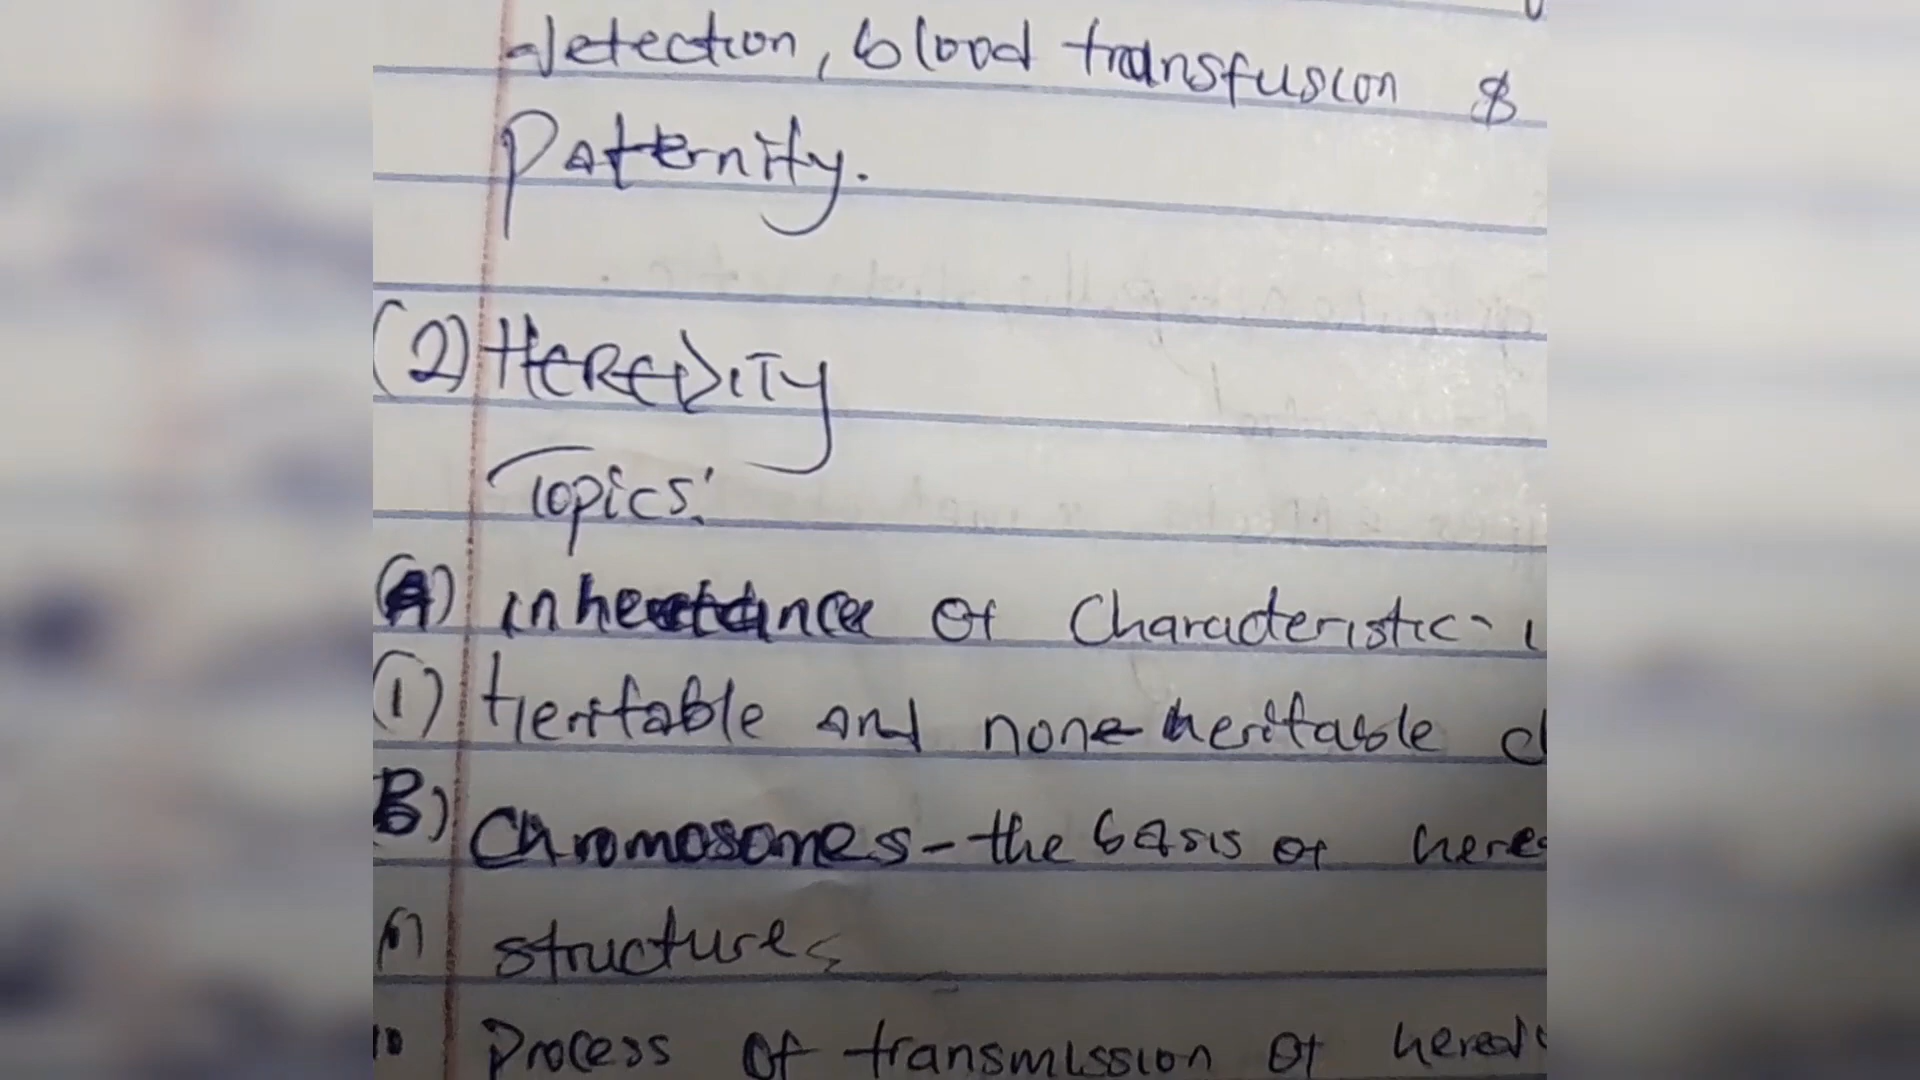 detection, blood transfusion &
Paternity.
(2) HEREDITY
Topics:
(A) inheritance of Characteristic -
(1) Heritable and none heritable
B) Chromosomes - the basis of
structures
Process of transmission of